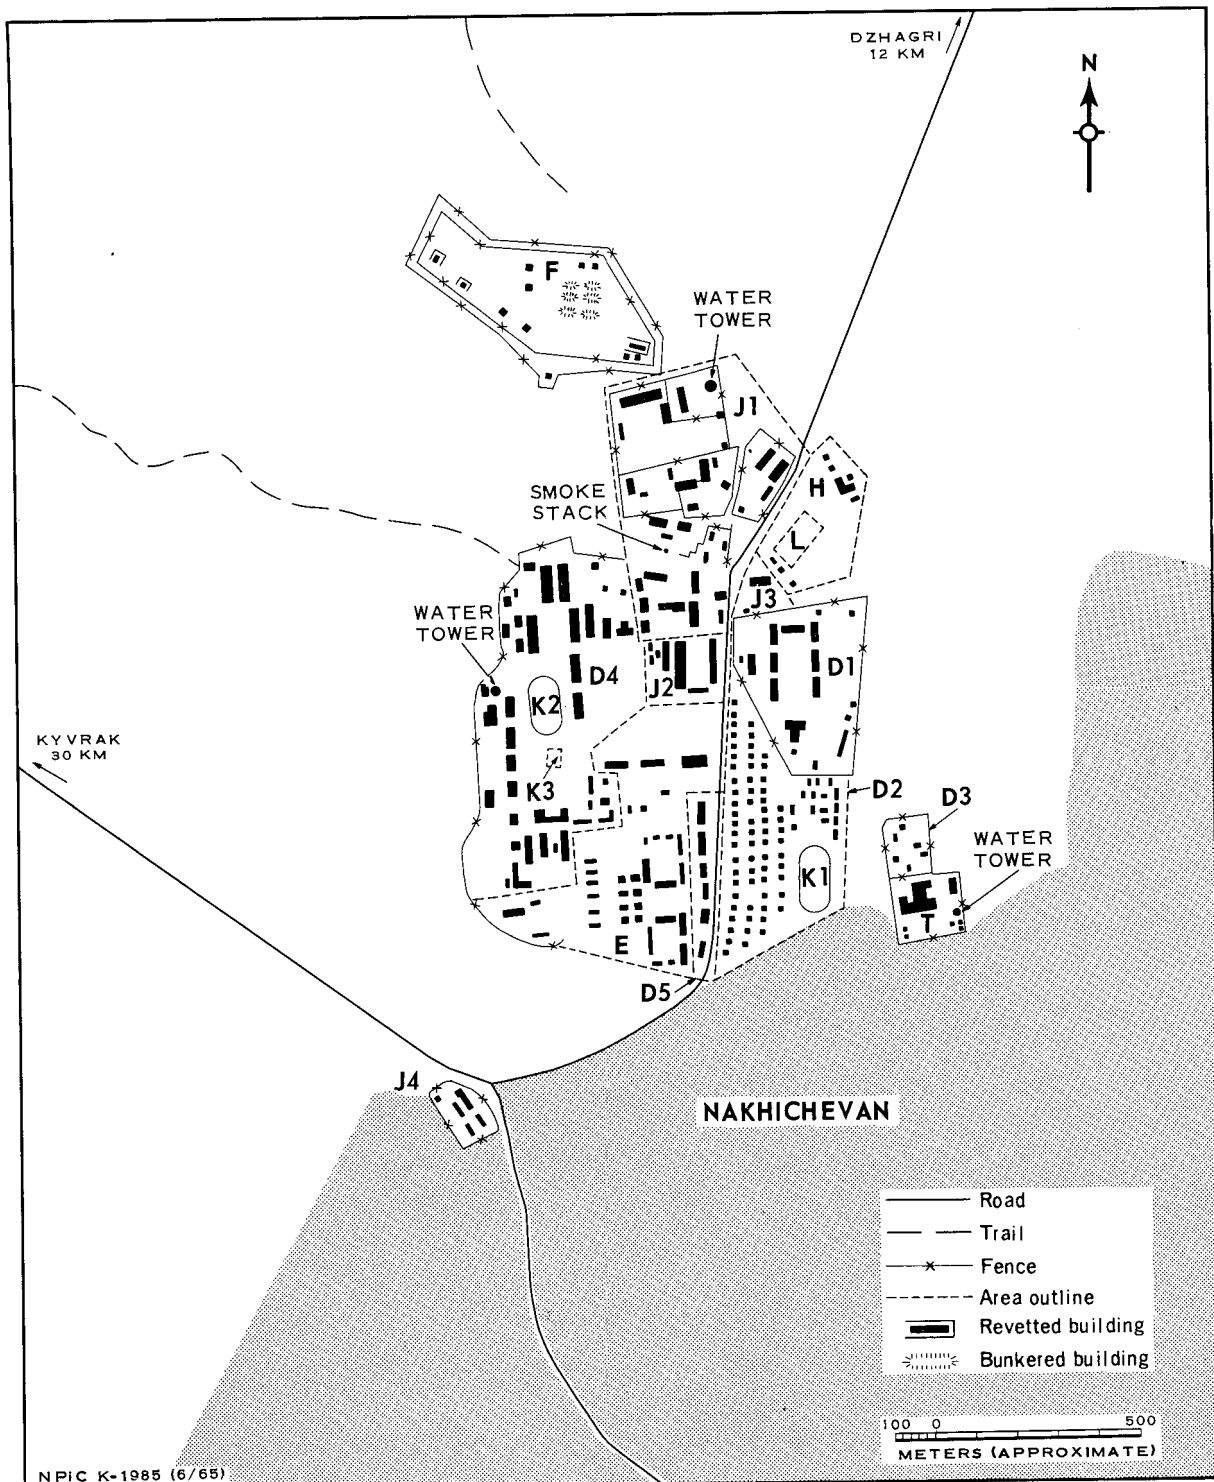 DZHAGRI
12 KM
N
F
WATER
TOWER
J1
SMOKE
STACK
H
L
J3
WATER
TOWER
D4
J2
D1
K2
KYVRAK
30 KM
K3
D2
D3
WATER
TOWER
K1
T
E
D5
J4
NAKHICHEVAN
Road
Trail
Fence
Area outline
Revetted building
Bunkered building
100 0 500
METERS (APPROXIMATE)
NPIC K-1985 (6/65)